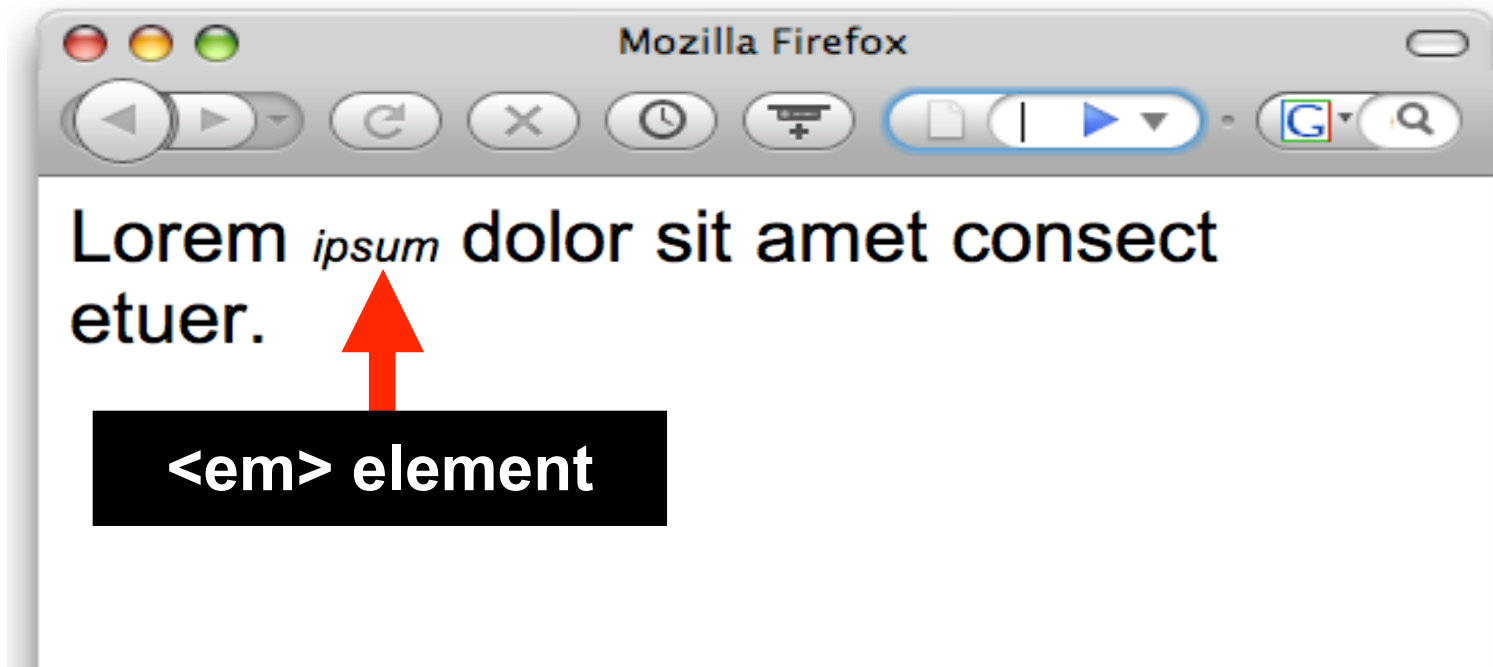 Mozilla Firefox
G
Lorem ipsum dolor sit amet consect
etuer.
<em> element